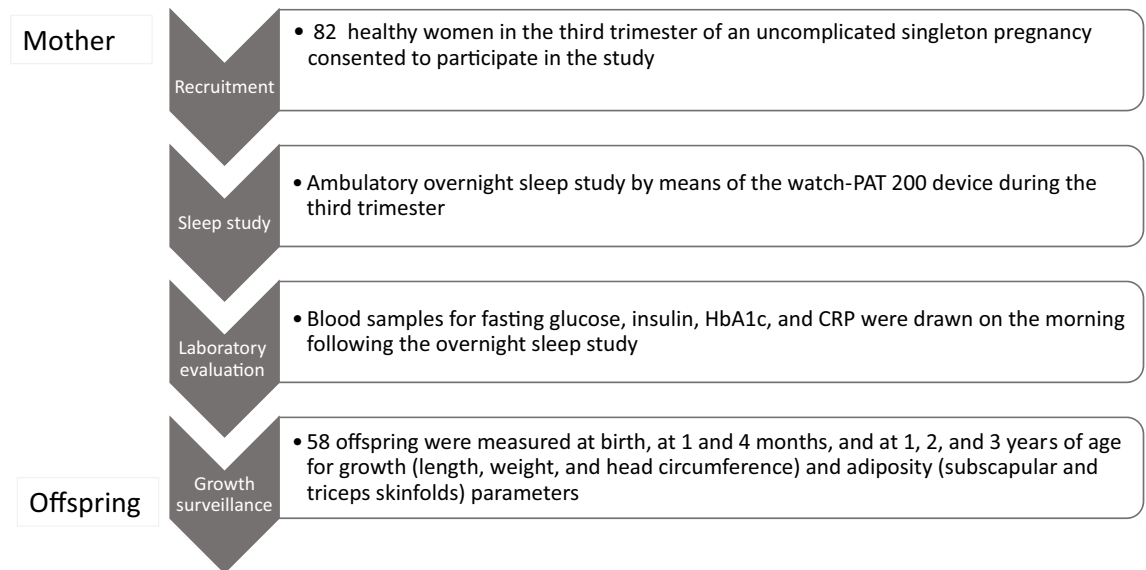 Mother
Recruitment
• 82 healthy women in the third trimester of an uncomplicated singleton pregnancy
consented to participate in the study
Sleep study
• Ambulatory overnight sleep study by means of the watch-PAT 200 device during the
third trimester
Laboratory
evaluation
• Blood samples for fasting glucose, insulin, HbA1c, and CRP were drawn on the morning
following the overnight sleep study
Offspring
Growth
surveillance
• 58 offspring were measured at birth, at 1 and 4 months, and at 1, 2, and 3 years of age
for growth (length, weight, and head circumference) and adiposity (subscapular and
triceps skinfolds) parameters